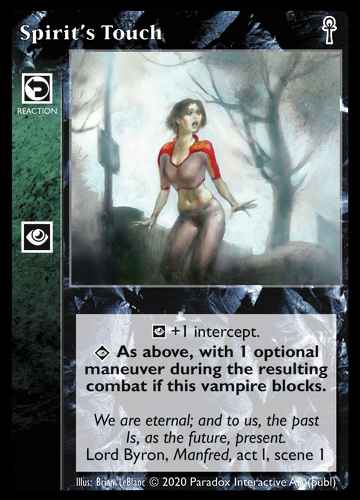 Spirit's Touch
REACTION
+1 intercept.
As above, with 1 optional
maneuver during the resulting
combat if this vampire blocks.
We are eternal; and to us, the past
Is, as the future, present.
Lord Byron, Manfred, act I, scene 1
Illus: Brian LeBlanc © 2020 Paradox Interactive AB (publ)